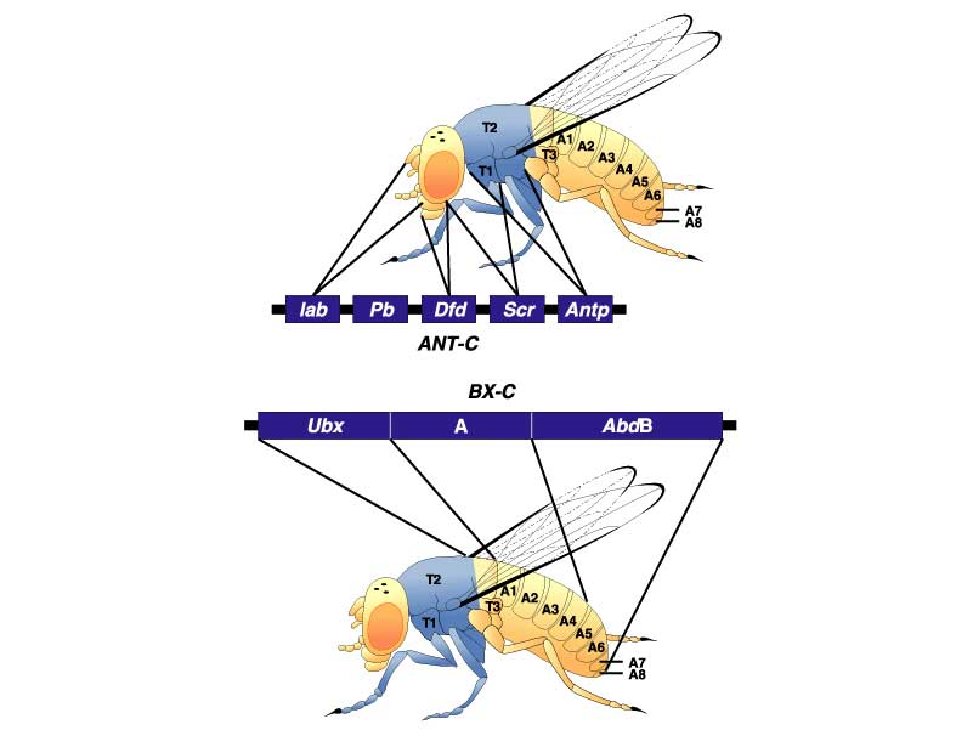 T2
T1
T3
A1
A2
A3
A4
A5
A6
A7
A8
lab Pb Dfd Scr Antp
ANT-C
BX-C
Ubx A AbdB
T2
T1
T3
A1
A2
A3
A4
A5
A6
A7
A8